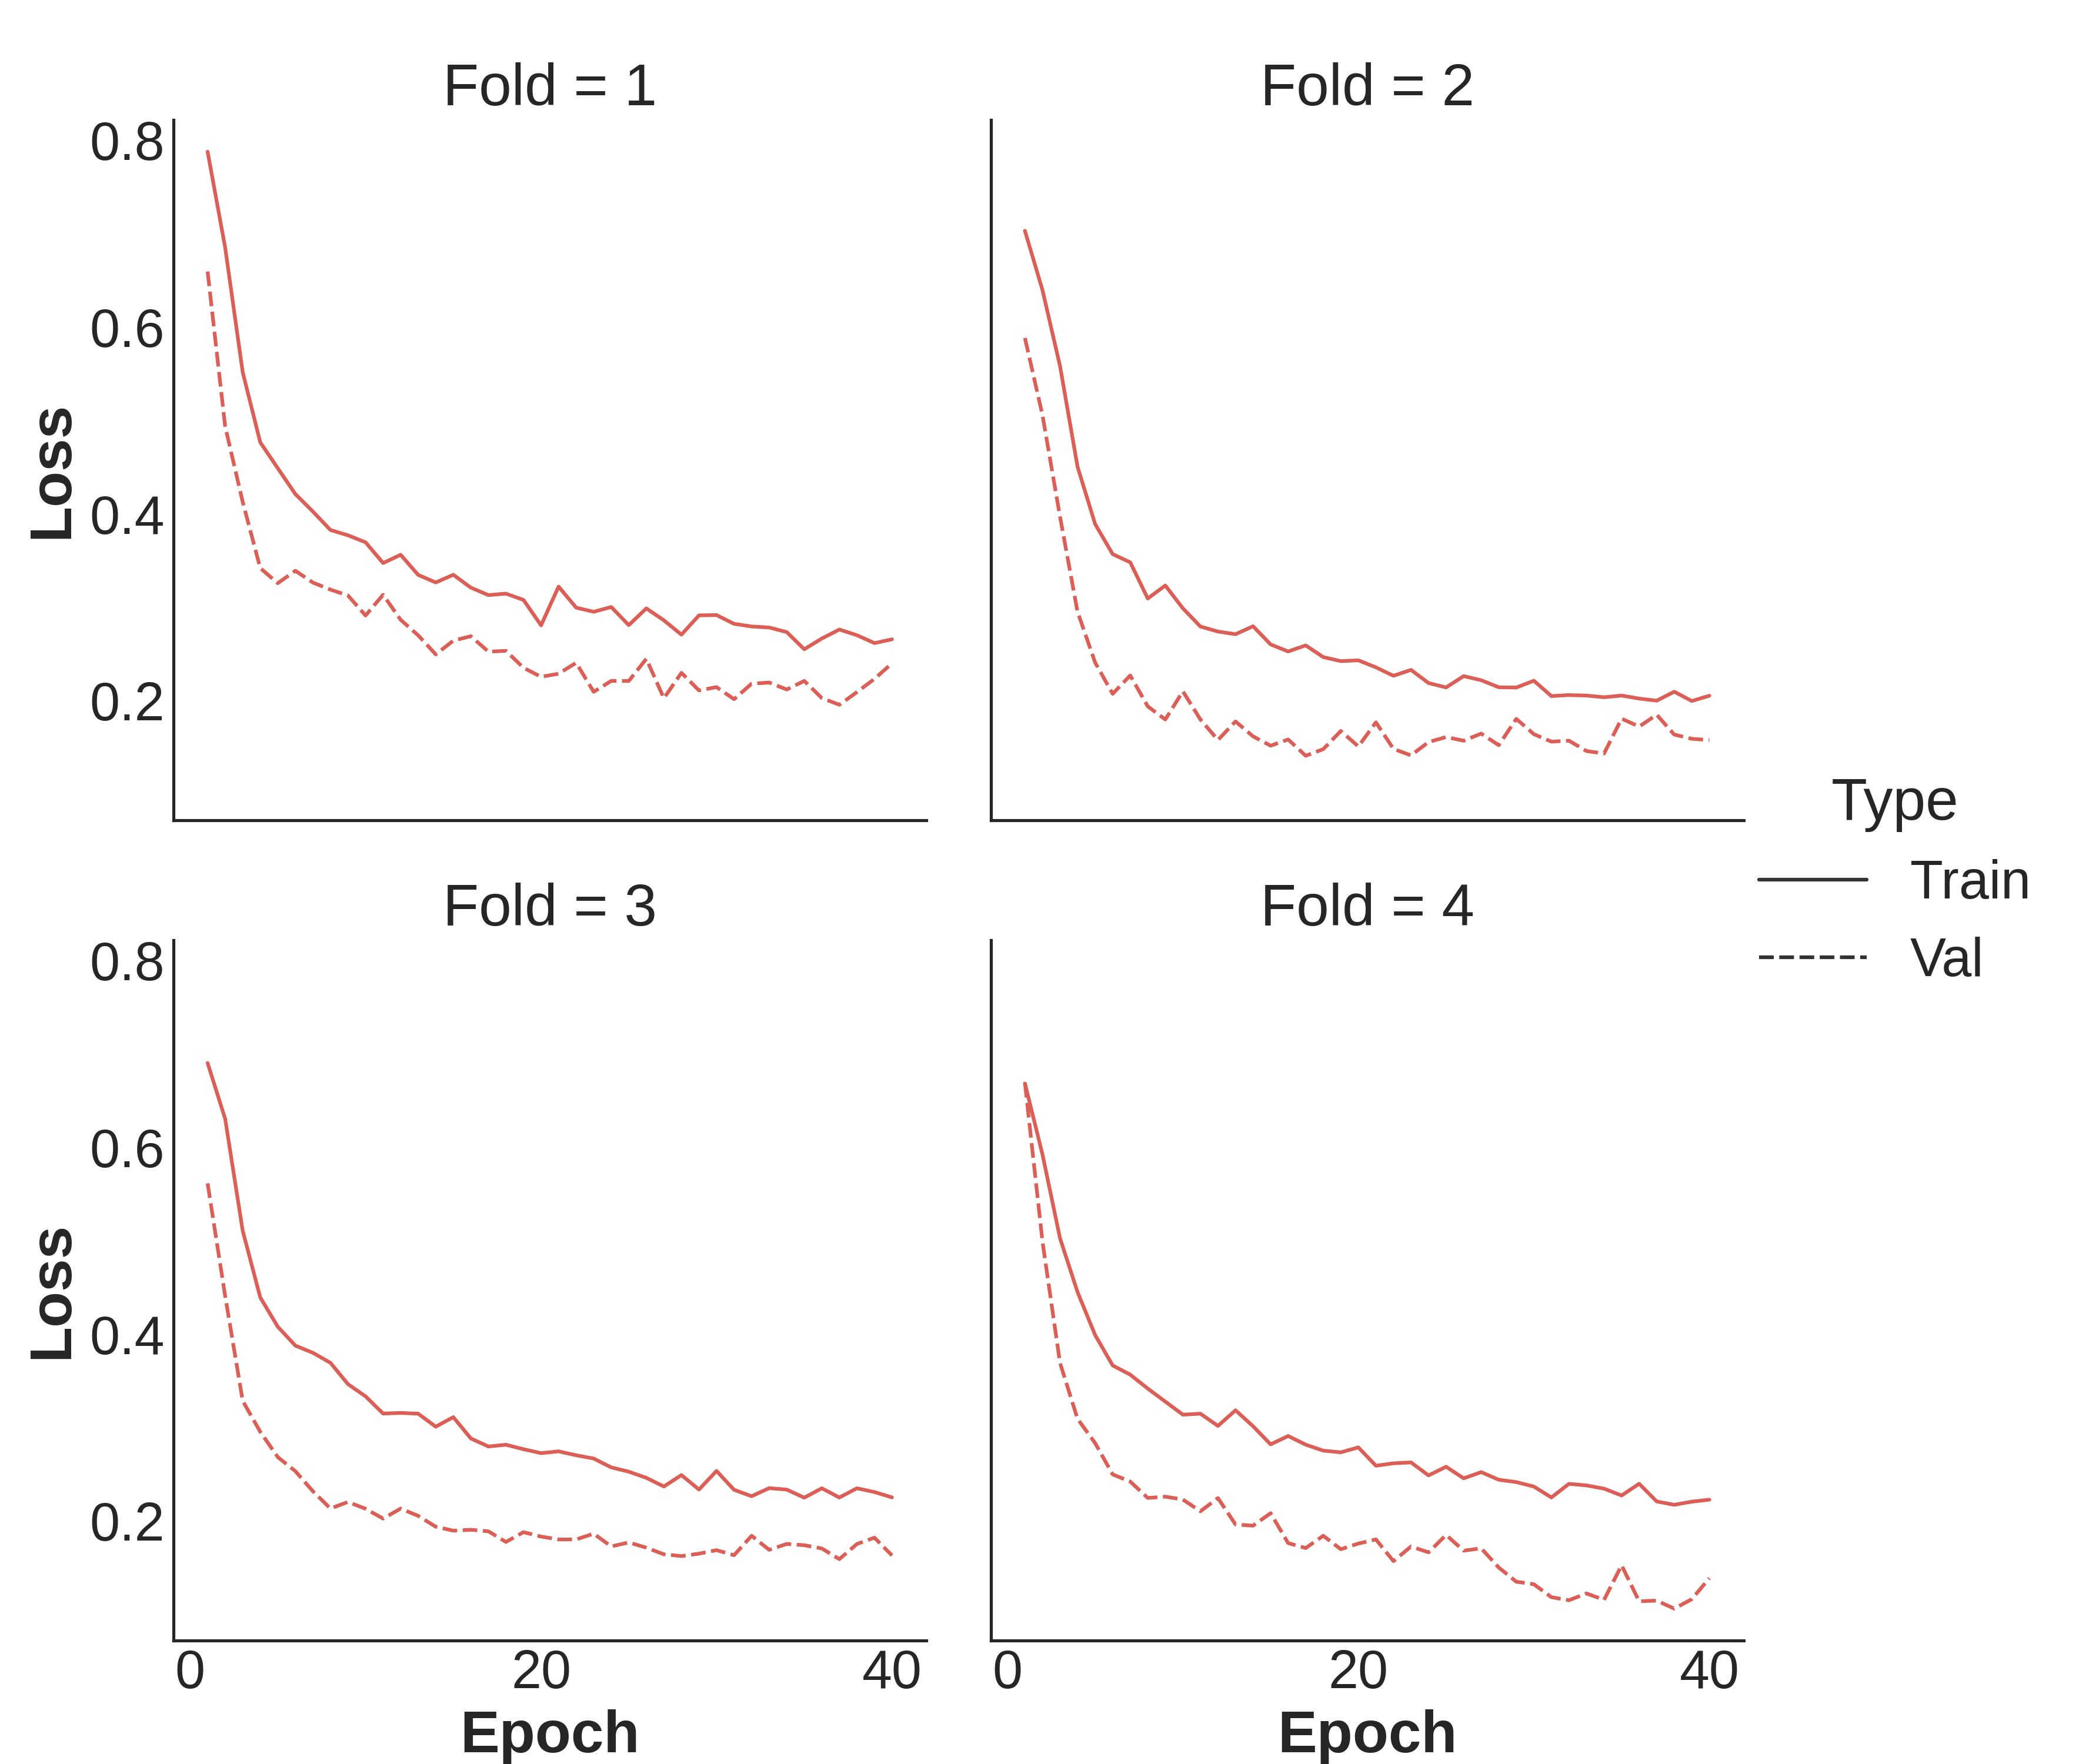 Fold = 1
Fold = 2
0.8
0.6
0.4
0.2
Loss
Type
Train
Val
Fold = 3
Fold = 4
0.8
0.6
0.4
0.2
Loss
0 20 40
0 20 40
Epoch
Epoch